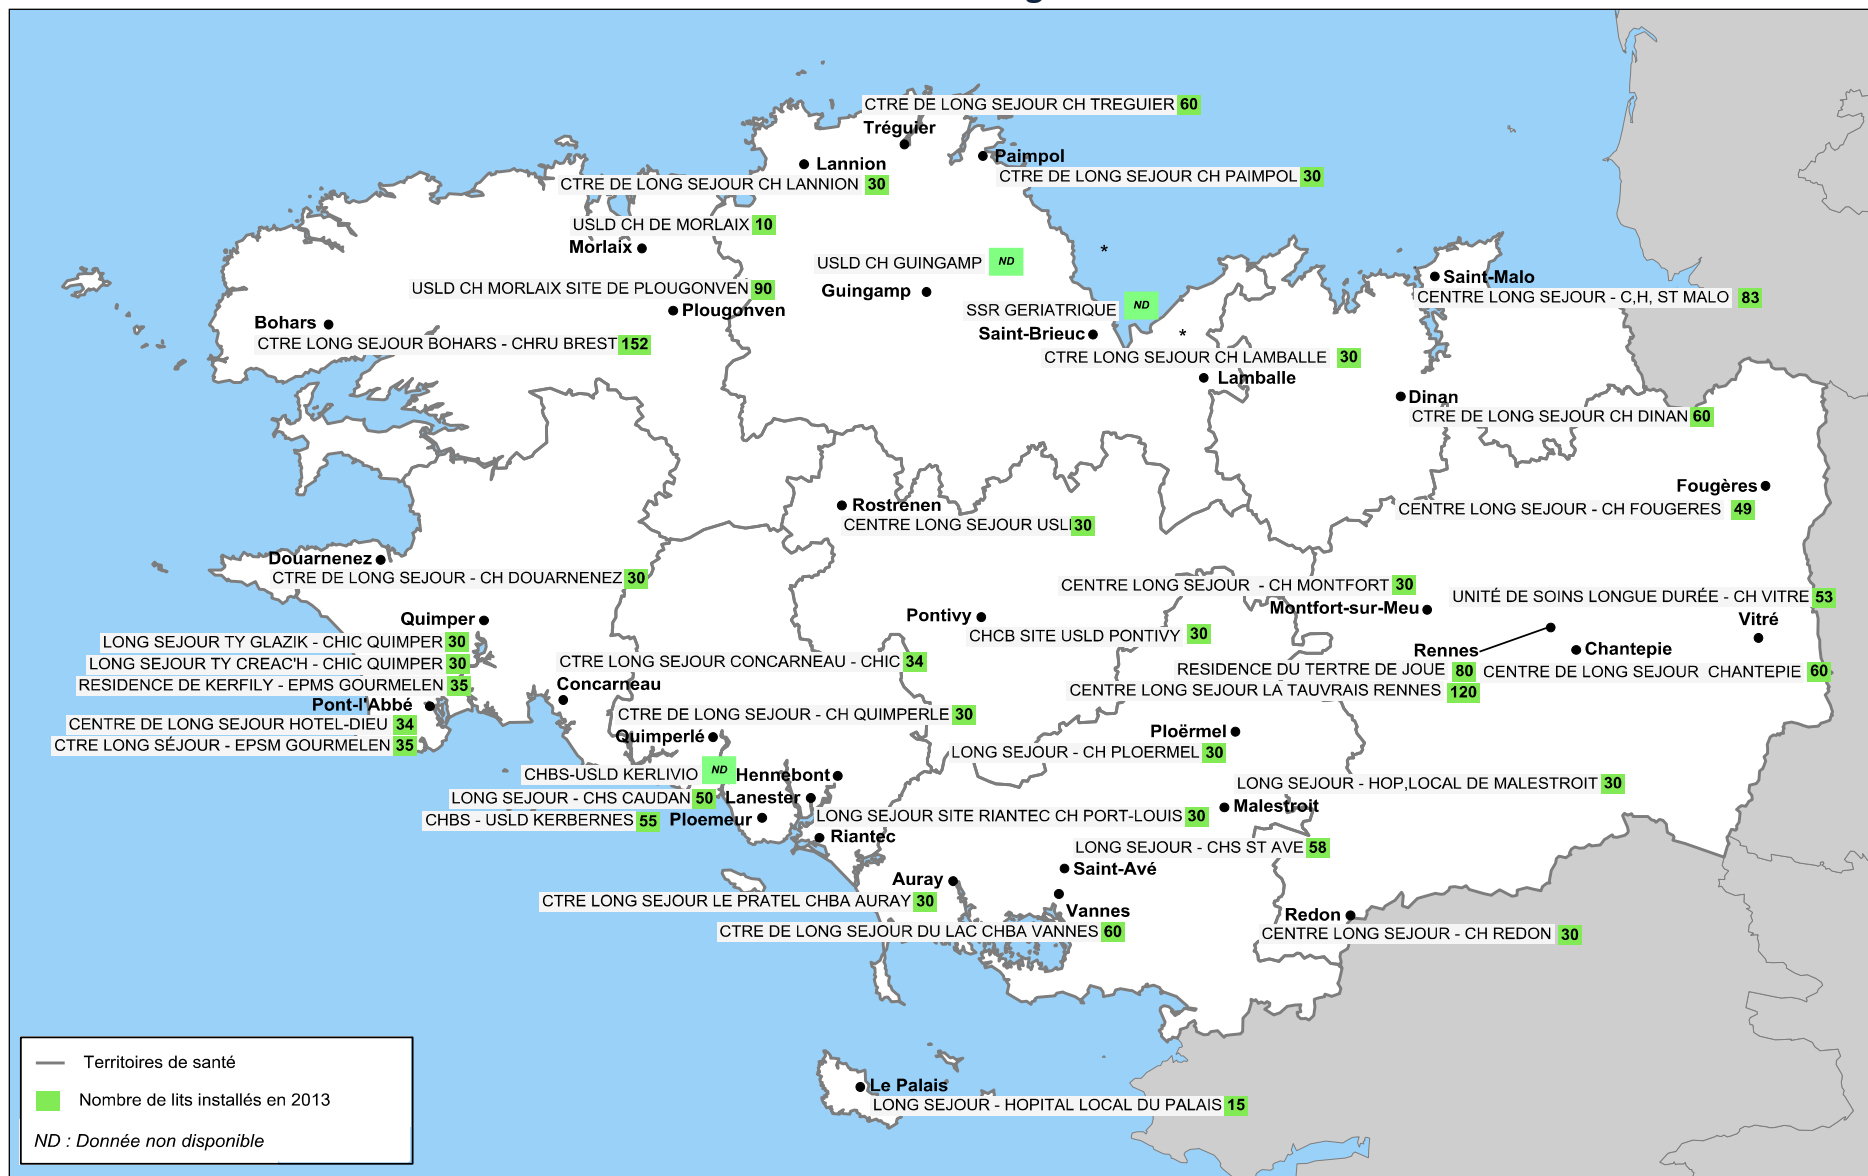 CTRE DE LONG SEJOUR CH TREGUIER 60
Tréguier
Paimpol
Lannion
CTRE DE LONG SEJOUR CH PAIMPOL 30
CTRE DE LONG SEJOUR CH LANNION 30
USLD CH DE MORLAIX 10
Morlaix
*
USLD CH GUINGAMP ND
Saint-Malo
USLD CH MORLAIX SITE DE PLOUGONVEN 90
Guingamp
CENTRE LONG SEJOUR - C,H, ST MALO 83
Plougonven
SSR GERIATRIQUE ND
Bohars
Saint-Brieuc
*
CTRE LONG SEJOUR BOHARS - CHRU BREST 152
CTRE LONG SEJOUR CH LAMBALLE 30
Lamballe
Dinan
CTRE DE LONG SEJOUR CH DINAN 60
Fougères
Rostrenen
CENTRE LONG SEJOUR - CH FOUGERES 49
CENTRE LONG SEJOUR USL 30
Douarnenez
CTRE DE LONG SEJOUR - CH DOUARNENEZ 30
CENTRE LONG SEJOUR - CH MONTFORT 30
UNITÉ DE SOINS LONGUE DURÉE - CH VITRE 53
Montfort-sur-Meu
Vitré
Quimper
Pontivy
CHCB SITE USLD PONTIVY 30
LONG SEJOUR TY GLAZIK - CHIC QUIMPER 30
Rennes
Chantepie
LONG SEJOUR TY CREAC'H - CHIC QUIMPER 30
CTRE LONG SEJOUR CONCARNEAU - CHIC 34
RESIDENCE DU TERTRE DE JOUE 80
CENTRE DE LONG SEJOUR CHANTEPIE 60
RESIDENCE DE KERFILY - EPMS GOURMELEN 35
Concarneau
CENTRE LONG SEJOUR LA TAUVRAIS RENNES 120
Pont-l'Abbé
CENTRE DE LONG SEJOUR HOTEL-DIEU 34
CTRE DE LONG SEJOUR - CH QUIMPERLE 30
Ploërmel
Quimperlé
CTRE LONG SÉJOUR - EPSM GOURMELEN 35
LONG SEJOUR - CH PLOERMEL 30
CHBS-USLD KERLIVIO ND
Hennebont
LONG SEJOUR - HOP,LOCAL DE MALESTROIT 30
LONG SEJOUR - CHS CAUDAN 50
Lanester
Malestroit
CHBS - USLD KERBERNES 55
Ploemeur
LONG SEJOUR SITE RIANTEC CH PORT-LOUIS 30
Riantec
LONG SEJOUR - CHS ST AVE 58
Saint-Avé
Auray
CTRE LONG SEJOUR LE PRATEL CHBA AURAY 30
Vannes
Redon
CTRE DE LONG SEJOUR DU LAC CHBA VANNES 60
CENTRE LONG SEJOUR - CH REDON 30
Le Palais
LONG SEJOUR - HOPITAL LOCAL DU PALAIS 15
Territoires de santé
Nombre de lits installés en 2013
ND : Donnée non disponible